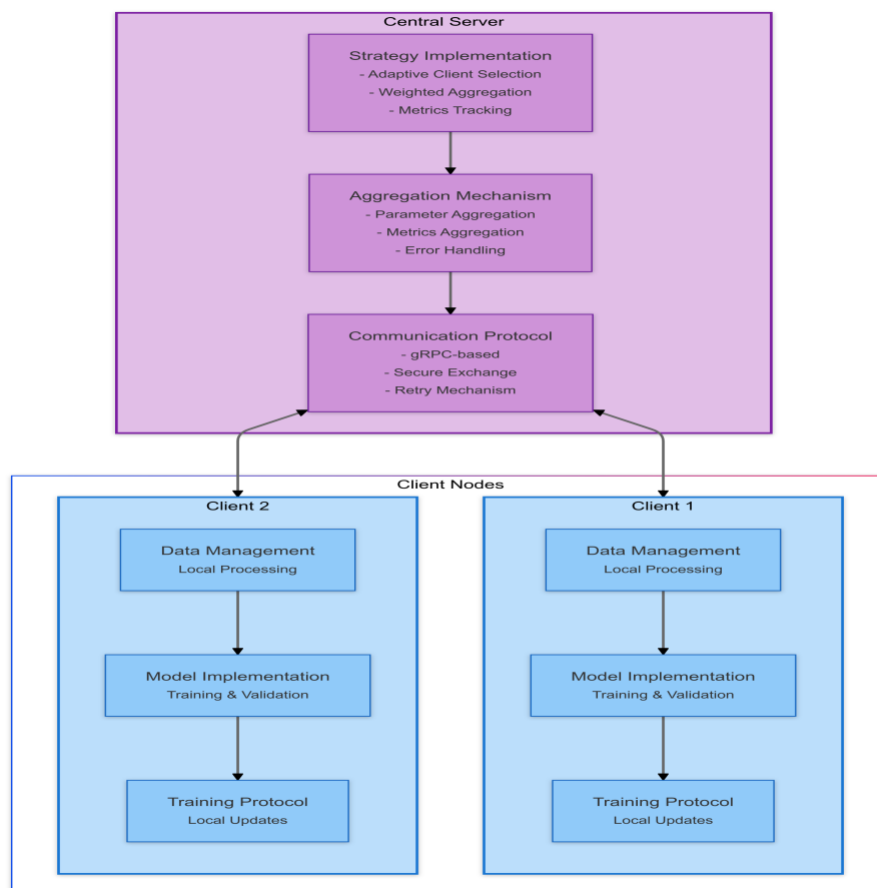 Central Server
Strategy Implementation
- Adaptive Client Selection
- Weighted Aggregation
- Metrics Tracking
Aggregation Mechanism
- Parameter Aggregation
- Metrics Aggregation
- Error Handling
Communication Protocol
- gRPC-based
- Secure Exchange
- Retry Mechanism
Client Nodes
Client 2
Data Management
Local Processing
Model Implementation
Training & Validation
Training Protocol
Local Updates
Client 1
Data Management
Local Processing
Model Implementation
Training & Validation
Training Protocol
Local Updates